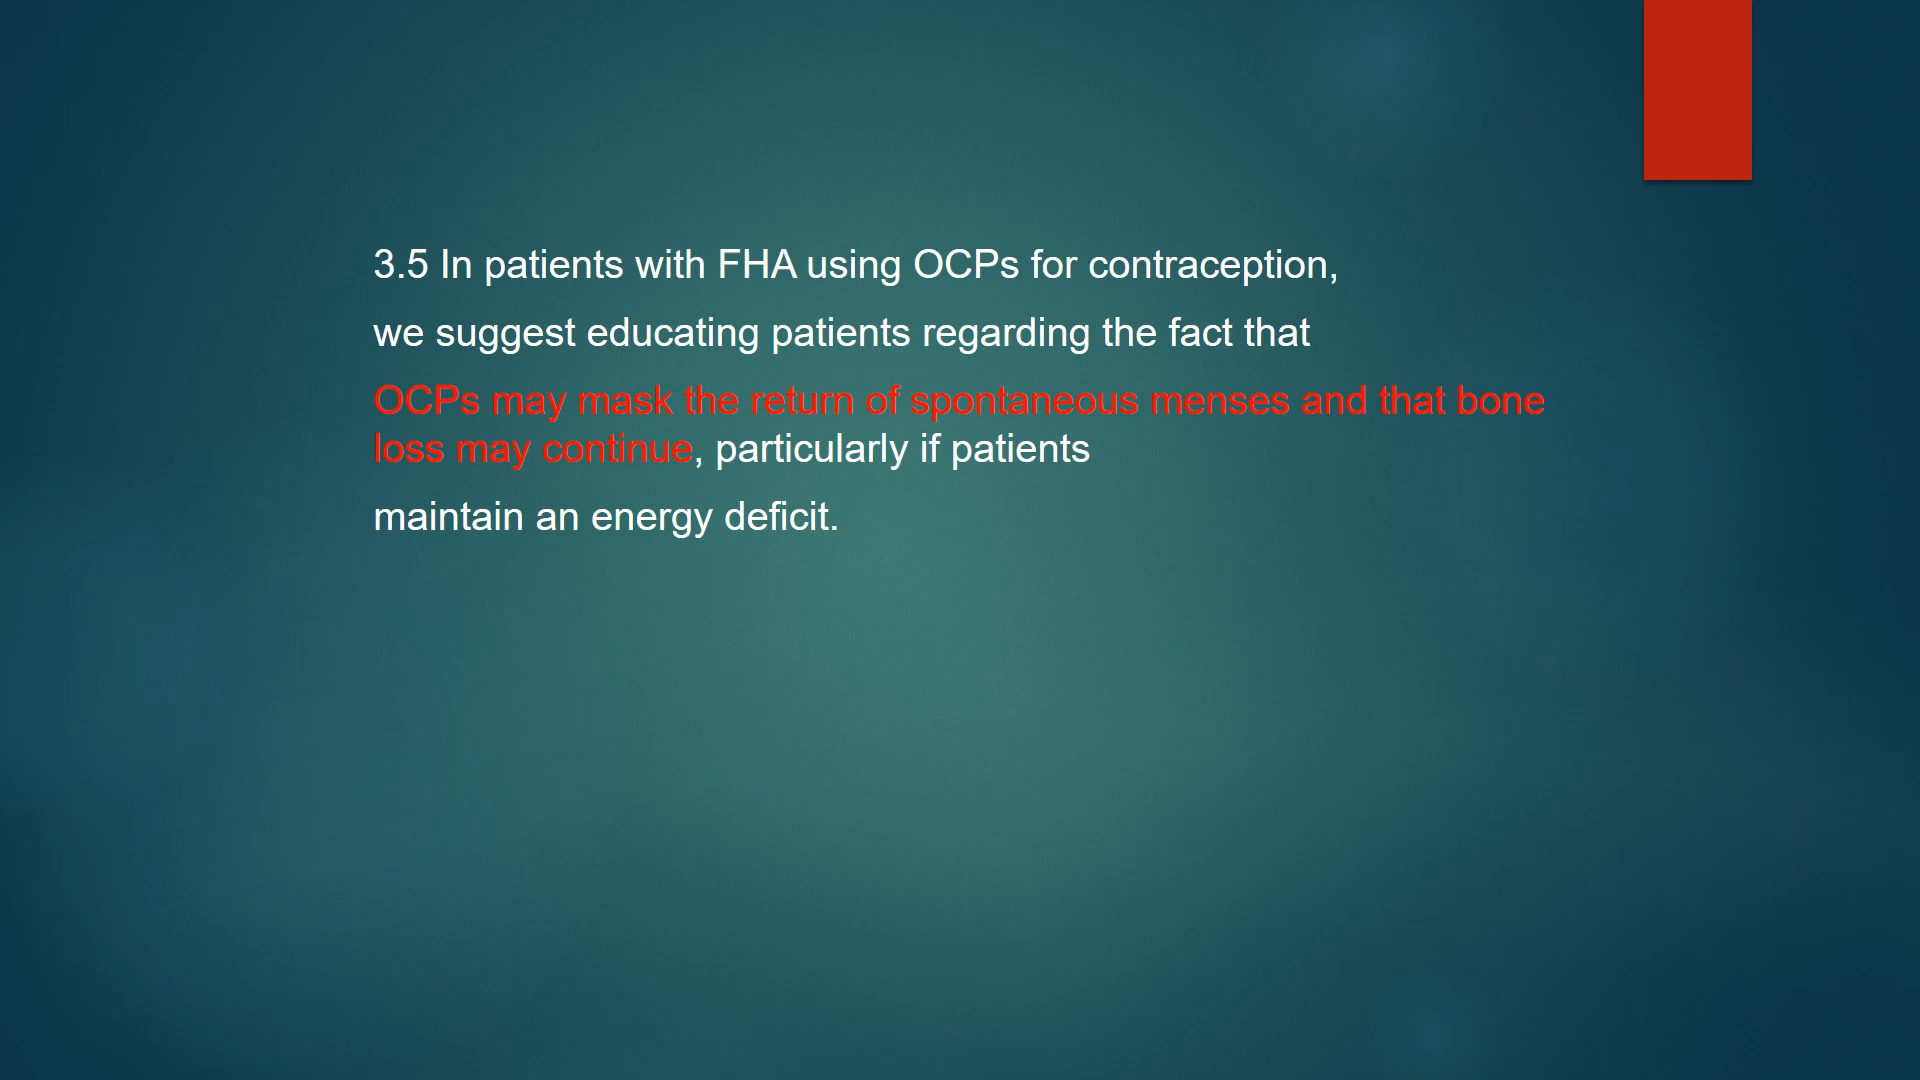 3.5 In patients with FHA using OCPs for contraception,
we suggest educating patients regarding the fact that
OCPs may mask the return of spontaneous menses and that bone
loss may continue, particularly if patients
maintain an energy deficit.